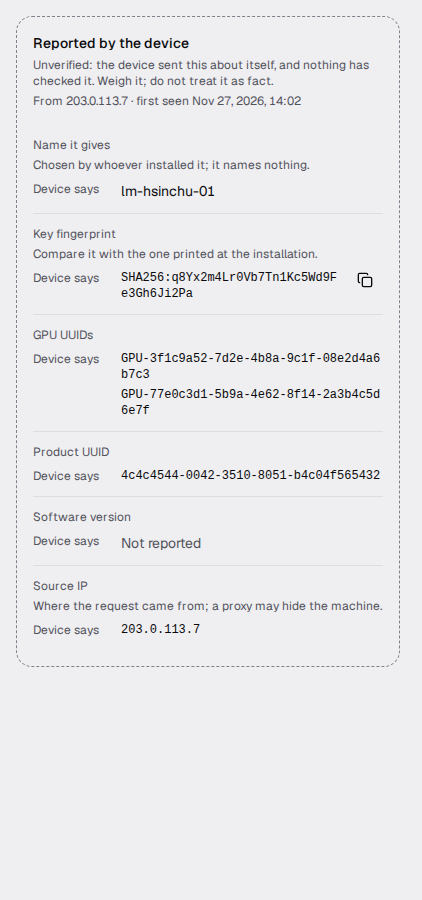 Reported by the device
Unverified: the device sent this about itself, and nothing has
checked it. Weigh it; do not treat it as fact.
From 203.0.113.7 · first seen Nov 27, 2026, 14:02
Name it gives
Chosen by whoever installed it; it names nothing.
Device says lm-hsinchu-01
Key fingerprint
Compare it with the one printed at the installation.
Device says SHA256:q8Yx2m4Lr0Vb7Tn1Kc5Wd9F
e3Gh6Ji2Pa
GPU UUIDs
Device says GPU-3f1c9a52-7d2e-4b8a-9c1f-08e2d4a6
b7c3
GPU-77e0c3d1-5b9a-4e62-8f14-2a3b4c5d
6e7f
Product UUID
Device says 4c4c4544-0042-3510-8051-b4c04f565432
Software version
Device says Not reported
Source IP
Where the request came from; a proxy may hide the machine.
Device says 203.0.113.7